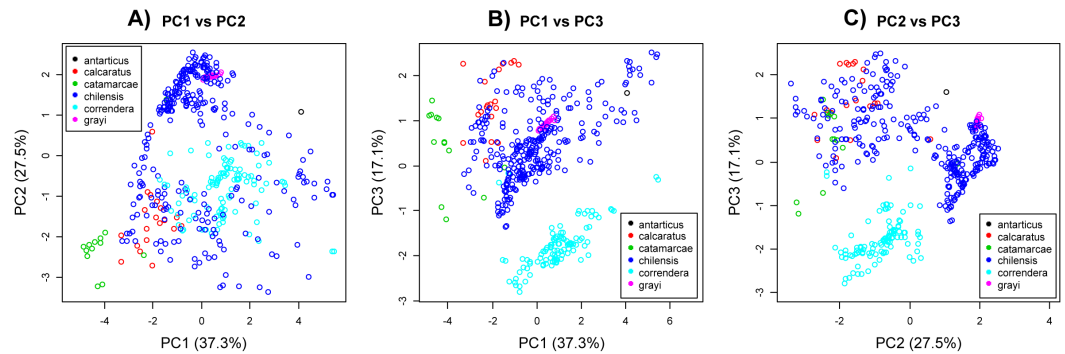 A) PC1 vs PC2
antarticus
calcaratus
catamarcae
chilensis
correndera
grayi
PC2 (27.5%)
2
1
0
-1
-2
-3
-4
-2
0
2
4
PC1 (37.3%)
B) PC1 vs PC3
PC3 (17.1%)
2
1
0
-1
-2
-3
antarticus
calcaratus
catamarcae
chilensis
correndera
grayi
-4
-2
0
2
4
6
PC1 (37.3%)
C) PC2 vs PC3
PC3 (17.1%)
2
1
0
-1
-2
-3
antarticus
calcaratus
catamarcae
chilensis
correndera
grayi
-2
0
2
4
PC2 (27.5%)